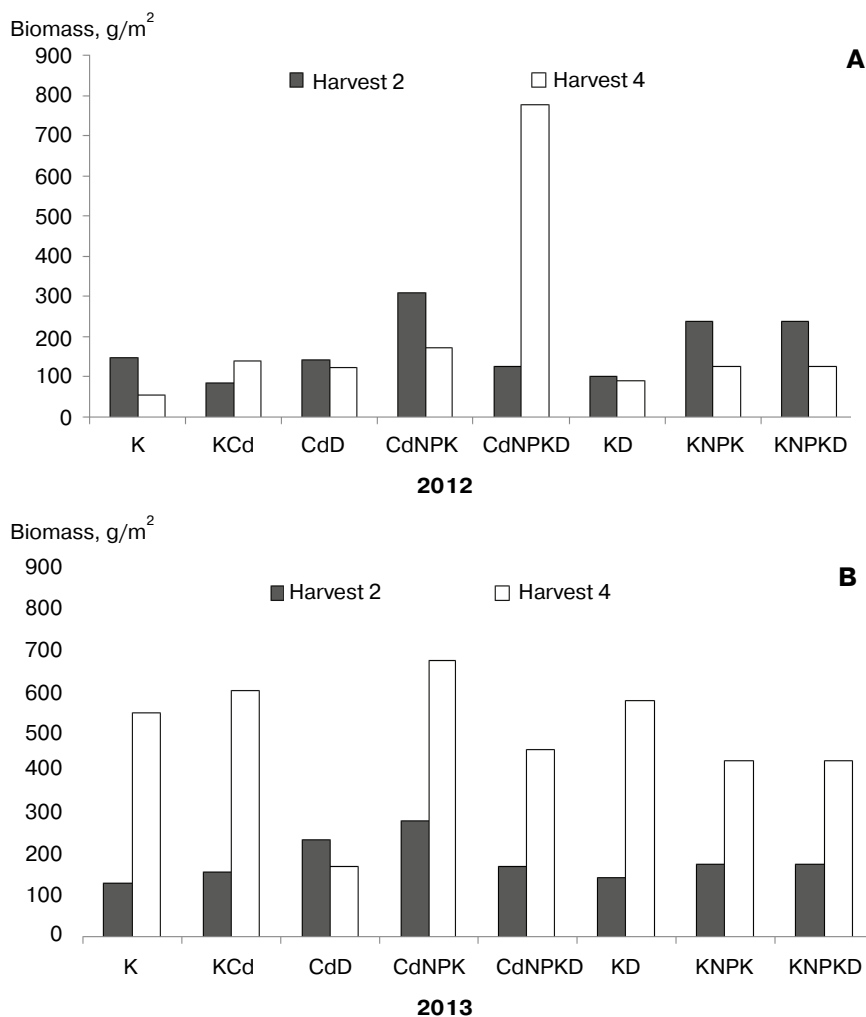 Biomass, g/m²
A
900
Harvest 2 Harvest 4
800
700
600
500
400
300
200
100
0
K KCd CdD CdNPK CdNPKD KD KNPK KNPKD
2012
Biomass, g/m²
B
900
Harvest 2 Harvest 4
800
700
600
500
400
300
200
100
0
K KCd CdD CdNPK CdNPKD KD KNPK KNPKD
2013